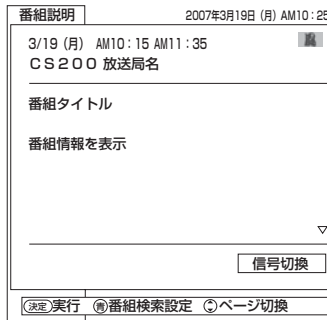 番組説明 2007年3月19日(月) AM10:25
3/19 (月) AM10:15 AM11:35
CS200 放送局名
番組タイトル
番組情報を表示
信号切換
決定 実行 青 番組検索設定 ページ切換